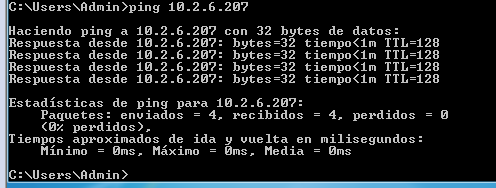 C:\Users\Admin>ping 10.2.6.207
Haciendo ping a 10.2.6.207 con 32 bytes de datos:
Respuesta desde 10.2.6.207: bytes=32 tiempo<1m TTL=128
Respuesta desde 10.2.6.207: bytes=32 tiempo<1m TTL=128
Respuesta desde 10.2.6.207: bytes=32 tiempo<1m TTL=128
Respuesta desde 10.2.6.207: bytes=32 tiempo<1m TTL=128
Estadísticas de ping para 10.2.6.207:
Paquetes: enviados = 4, recibidos = 4, perdidos = 0
(0% perdidos),
Tiempos aproximados de ida y vuelta en milisegundos:
Mínimo = 0ms, Máximo = 0ms, Media = 0ms
C:\Users\Admin>